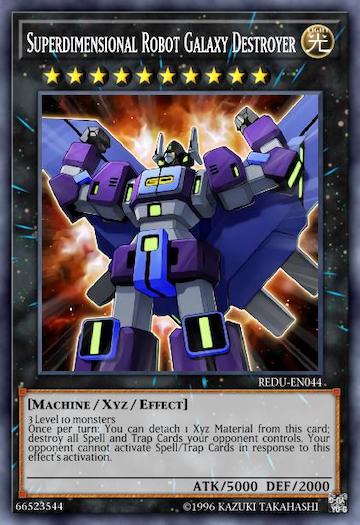 SUPERDIMENSIONAL ROBOT GALAXY DESTROYER
LIGHT
光
REDU-EN044
[MACHINE / XYZ / EFFECT]
3 Level 10 monsters
Once per turn: You can detach 1 Xyz Material from this card;
destroy all Spell and Trap Cards your opponent controls. Your
opponent cannot activate Spell/Trap Cards in response to this
effect's activation.
ATK/5000 DEF/2000
66523544
©1996 KAZUKI TAKAHASHI